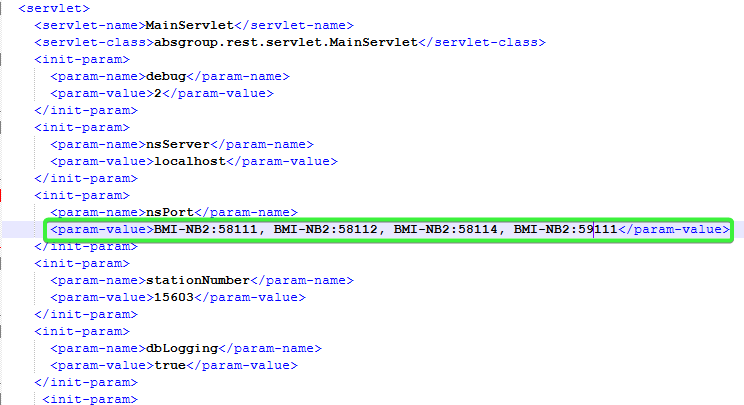 <servlet>
<servlet-name>MainServlet</servlet-name>
<servlet-class>absgroup.rest.servlet.MainServlet</servlet-class>
<init-param>
<param-name>debug</param-name>
<param-value>2</param-value>
</init-param>
<init-param>
<param-name>nsServer</param-name>
<param-value>localhost</param-value>
</init-param>
<init-param>
<param-name>nsPort</param-name>
<param-value>BMI-NB2:58111, BMI-NB2:58112, BMI-NB2:58114, BMI-NB2:59111</param-value>
</init-param>
<init-param>
<param-name>stationNumber</param-name>
<param-value>15603</param-value>
</init-param>
<init-param>
<param-name>dbLogging</param-name>
<param-value>true</param-value>
</init-param>
<init-param>